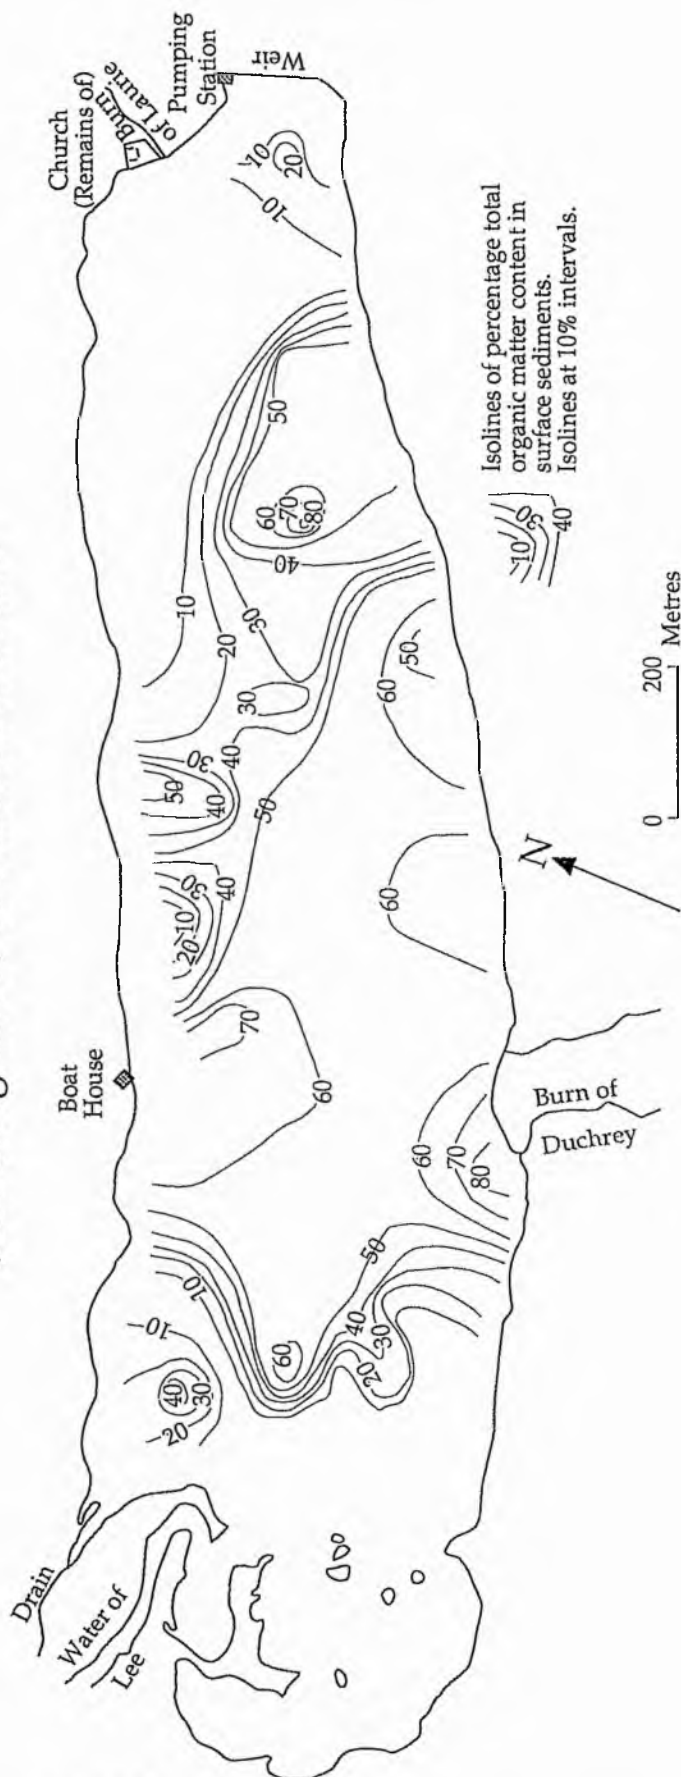 Church
(Remains of)
Burn
of Laurie
Pumping
Station
Weir
10
20
10
50
60
70
80
40
10
20
30
30
40
50
60
50
30
40
50
40
30
10
20
60
70
60
Boat
House
60
70
80
Burn of
Duchrey
50
40
30
20
60
10
10
40
30
20
Drain
Water of
Lee
N
10
30
40
Isolines of percentage total
organic matter content in
surface sediments.
Isolines at 10% intervals.
0
200
Metres